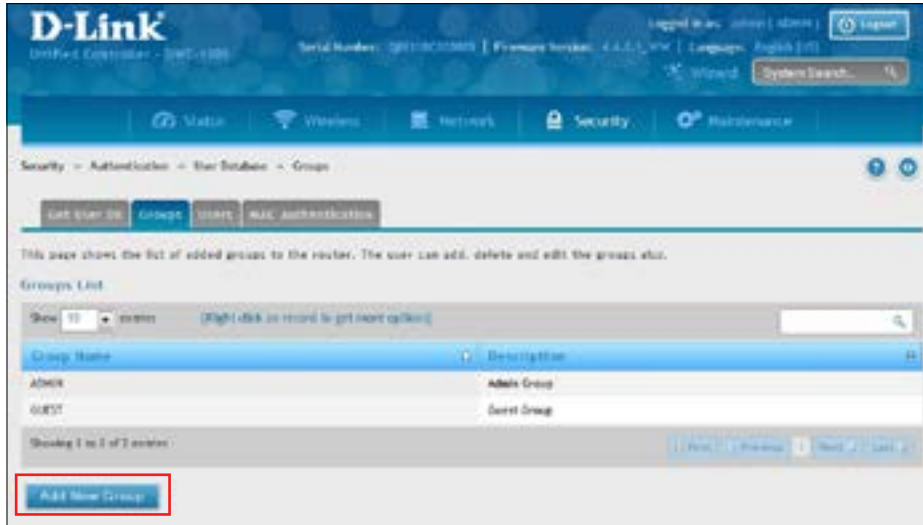 D-Link
Logged in as: admin ( ADMIN )
Logout
Unified Controller - DWC-1000
Serial Number: | Firmware Version: | Language: English [US]
Wizard
System Search...
Status
Wireless
Network
Security
Maintenance
Security » Authentication » User Database » Groups
Get User DB
Groups
Users
MAC Authentication
This page shows the list of added groups to the router. The user can add, delete and edit the groups also.
Groups List
Show 10 entries
[Right click on record to get more options]
Group Name
Description
ADMIN
Admin Group
GUEST
Guest Group
Showing 1 to 2 of 2 entries
First
Previous
1
Next
Last
Add New Group